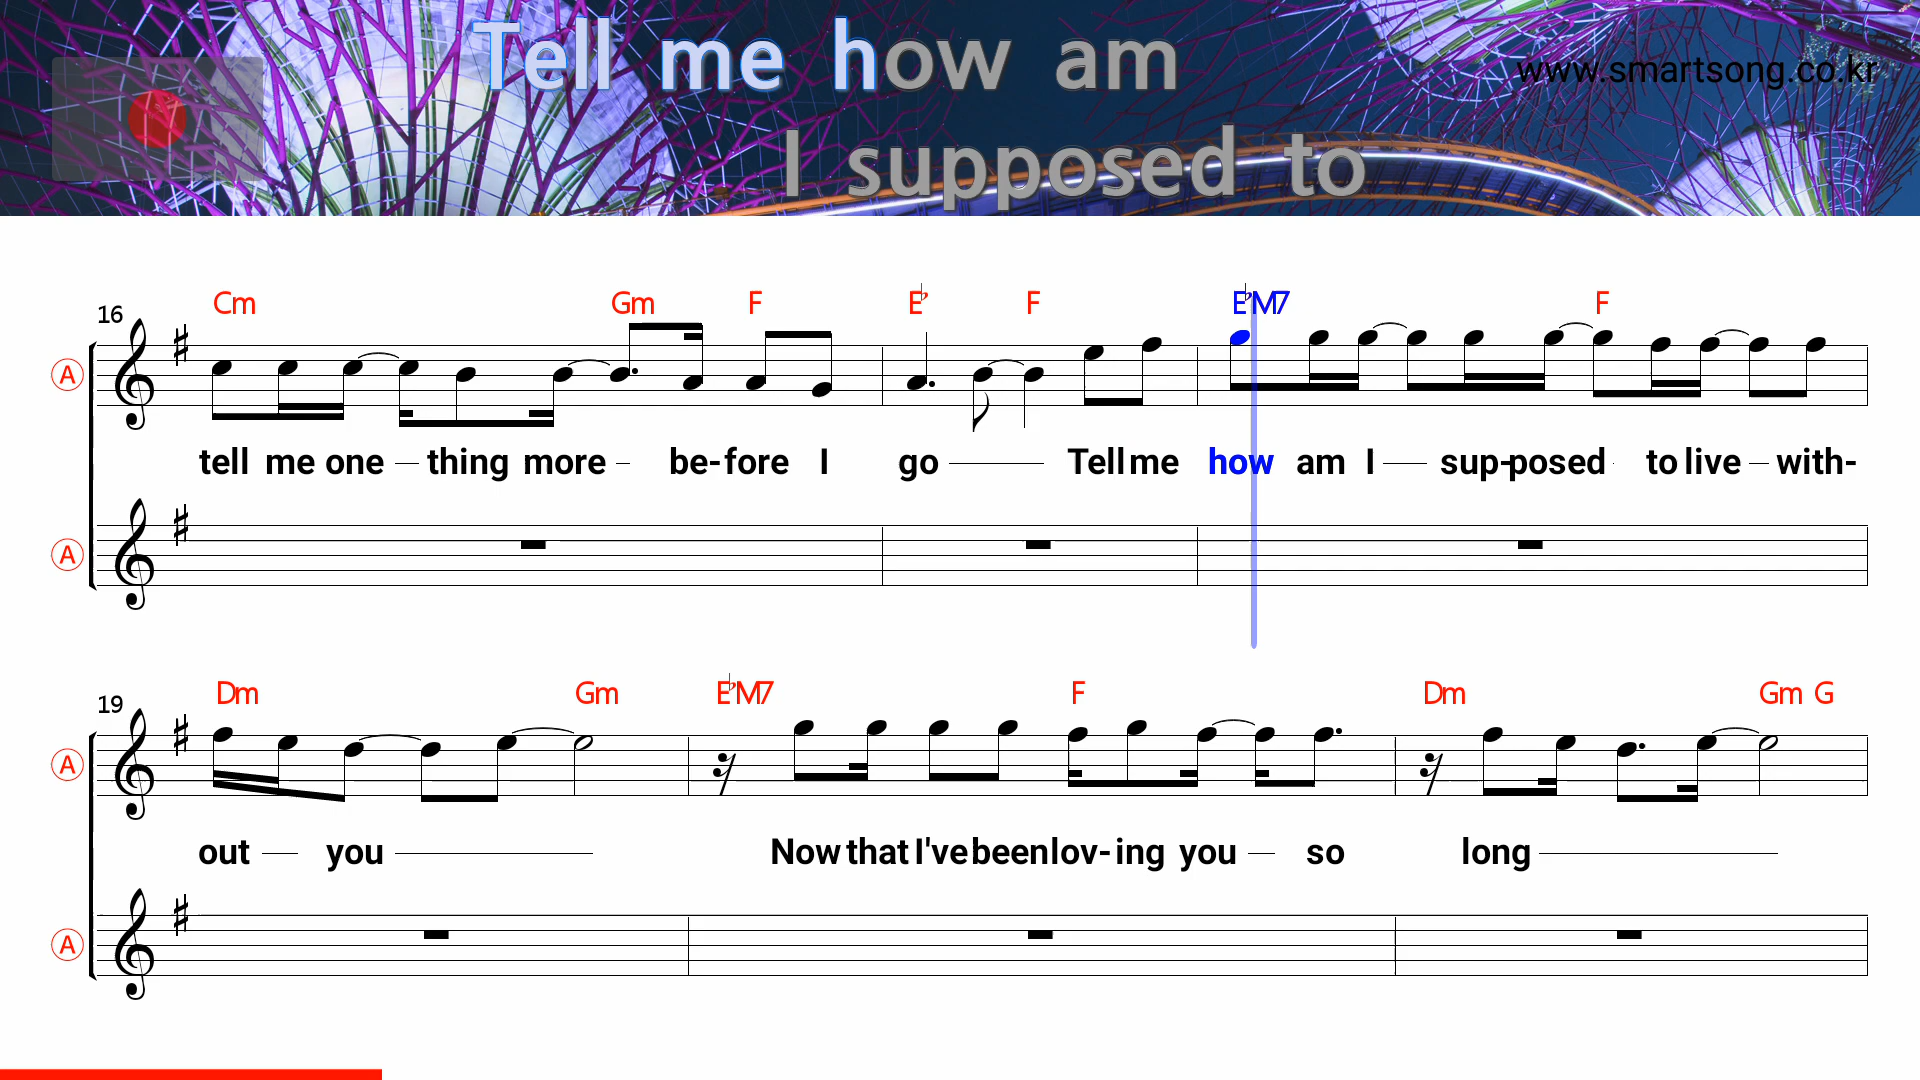 Tell me how am
www.smartsong.co.kr
I supposed to
16 Cm Gm F E♭ F E♭M7 F
A
tell me one thing more be-fore I go Tell me how am I sup-posed to live with-
A
19 Dm Gm E♭M7 F Dm Gm G
A
out you Now that I've been lov-ing you so long
A